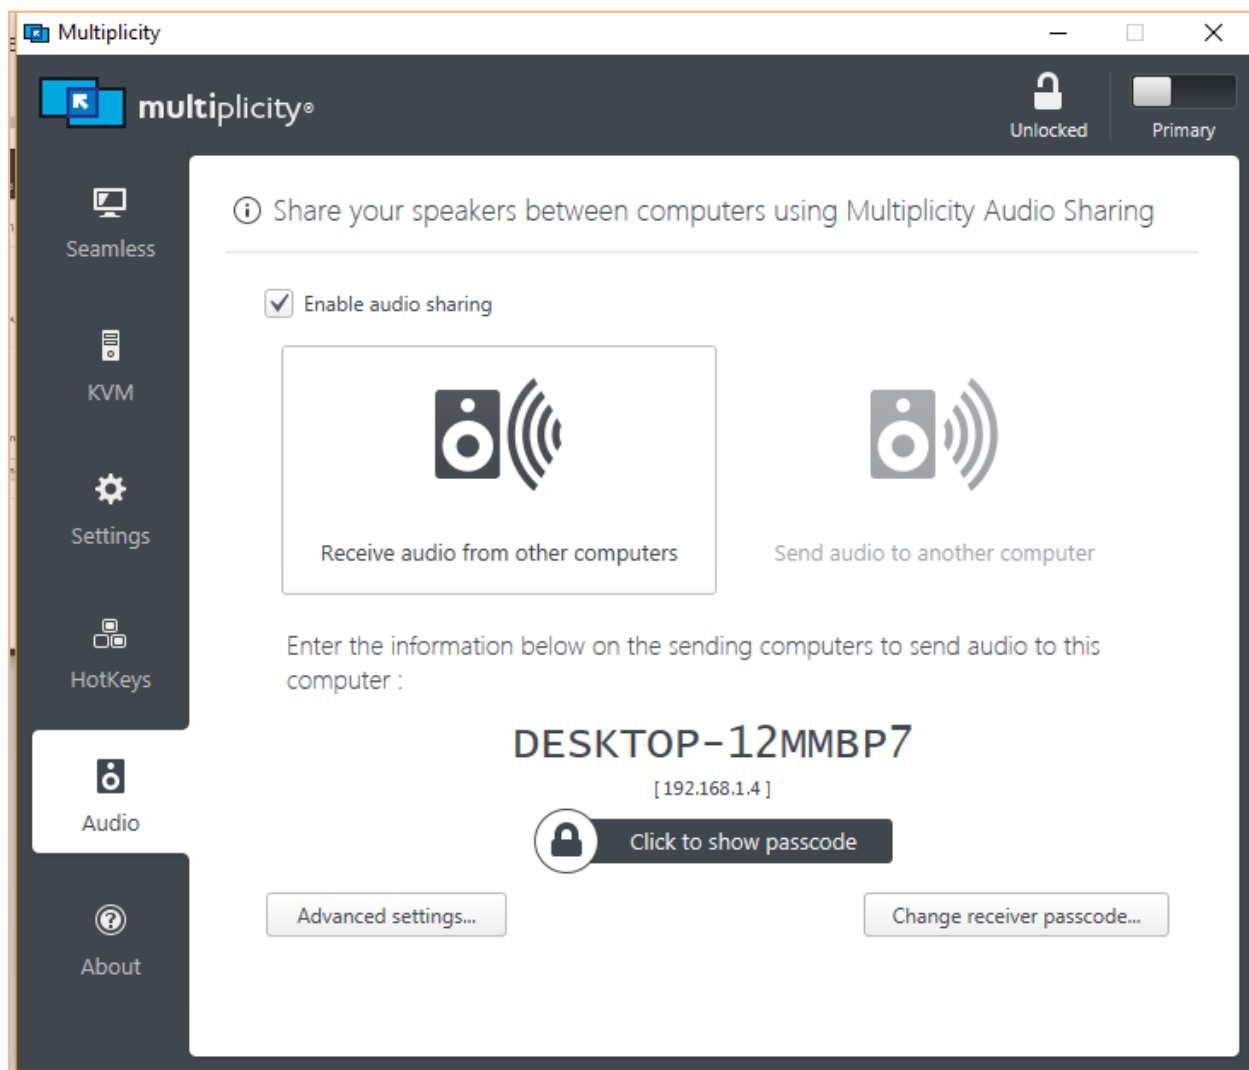 Multiplicity
multiplicity®
Unlocked
Primary
Seamless
KVM
Settings
HotKeys
Audio
About
Share your speakers between computers using Multiplicity Audio Sharing
Enable audio sharing
Receive audio from other computers
Send audio to another computer
Enter the information below on the sending computers to send audio to this
computer :
DESKTOP-12MMBP7
[ 192.168.1.4 ]
Click to show passcode
Advanced settings...
Change receiver passcode...